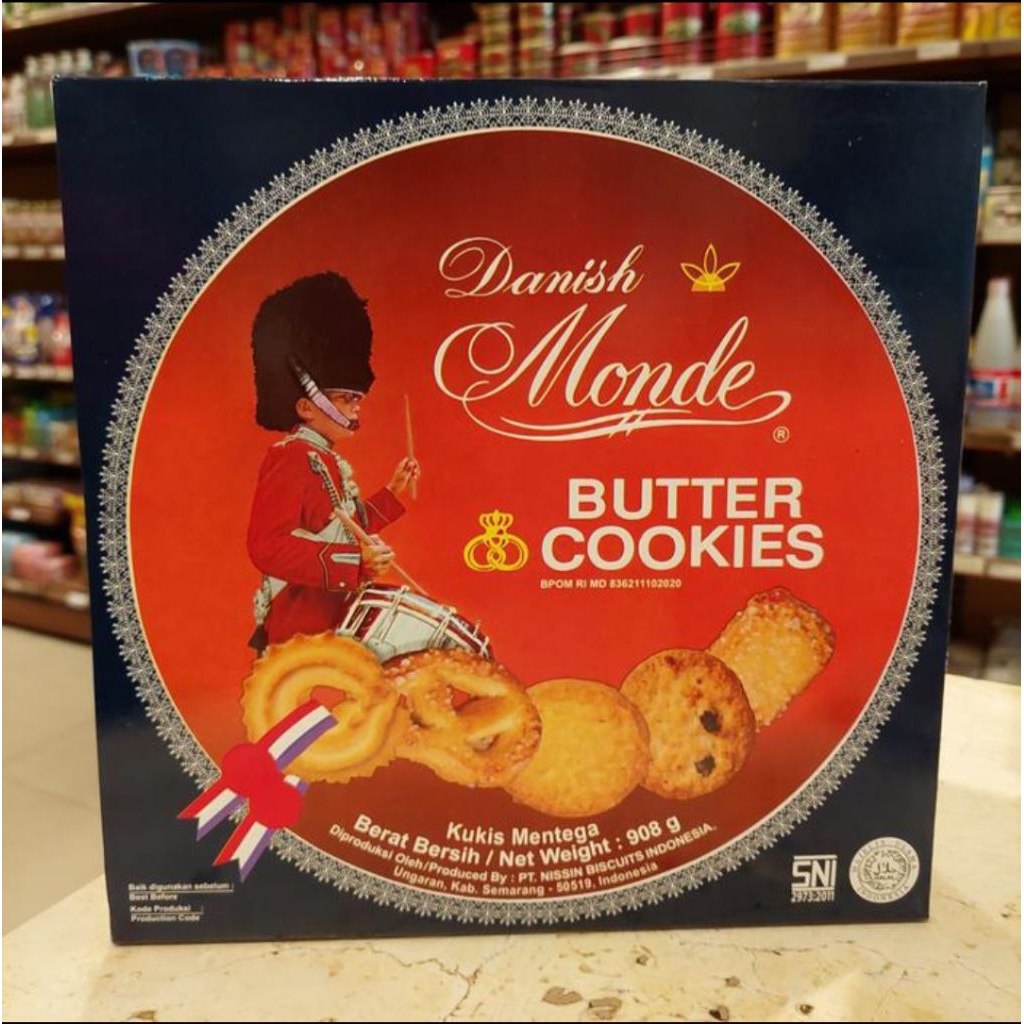 Danish
Monde
®
BUTTER
COOKIES
BPOM RI MD 836211102020
Kukis Mentega
Berat Bersih / Net Weight : 908 g
Diproduksi Oleh/Produced By : PT. NISSIN BISCUITS INDONESIA.
Ungaran, Kab. Semarang - 50519, Indonesia
Baik digunakan sebelum :
Best Before
Kode Produksi :
Production Code
SNI
2973:2011